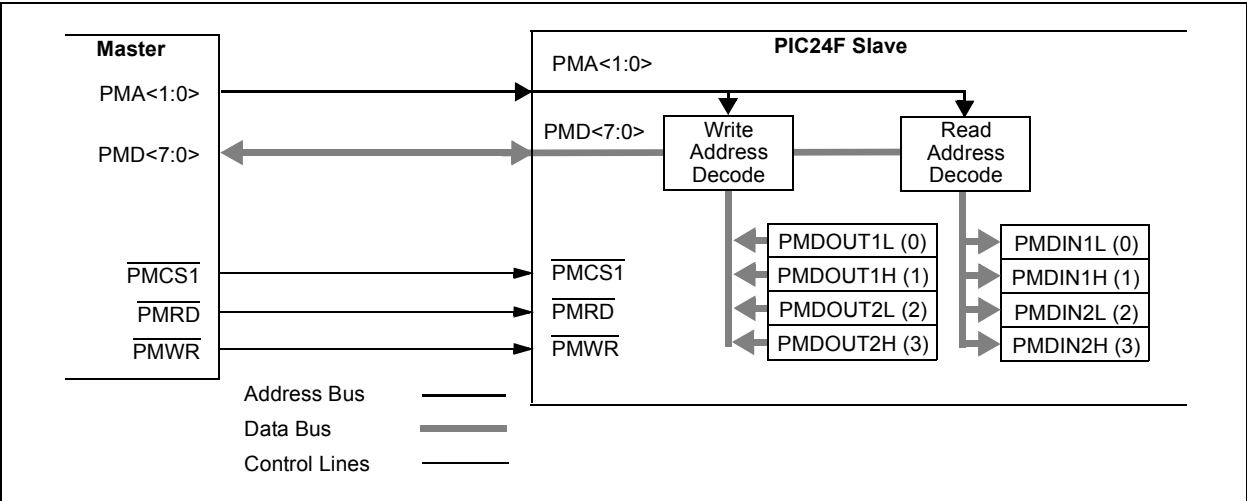 Master
PIC24F Slave
PMA<1:0>
PMA<1:0>
PMD<7:0>
PMD<7:0>
Write
Address
Decode
Read
Address
Decode
PMDOUT1L (0)
PMDOUT1H (1)
PMDOUT2L (2)
PMDOUT2H (3)
PMDIN1L (0)
PMDIN1H (1)
PMDIN2L (2)
PMDIN2H (3)
PMCS1
PMCS1
PMRD
PMRD
PMWR
PMWR
Address Bus
Data Bus
Control Lines